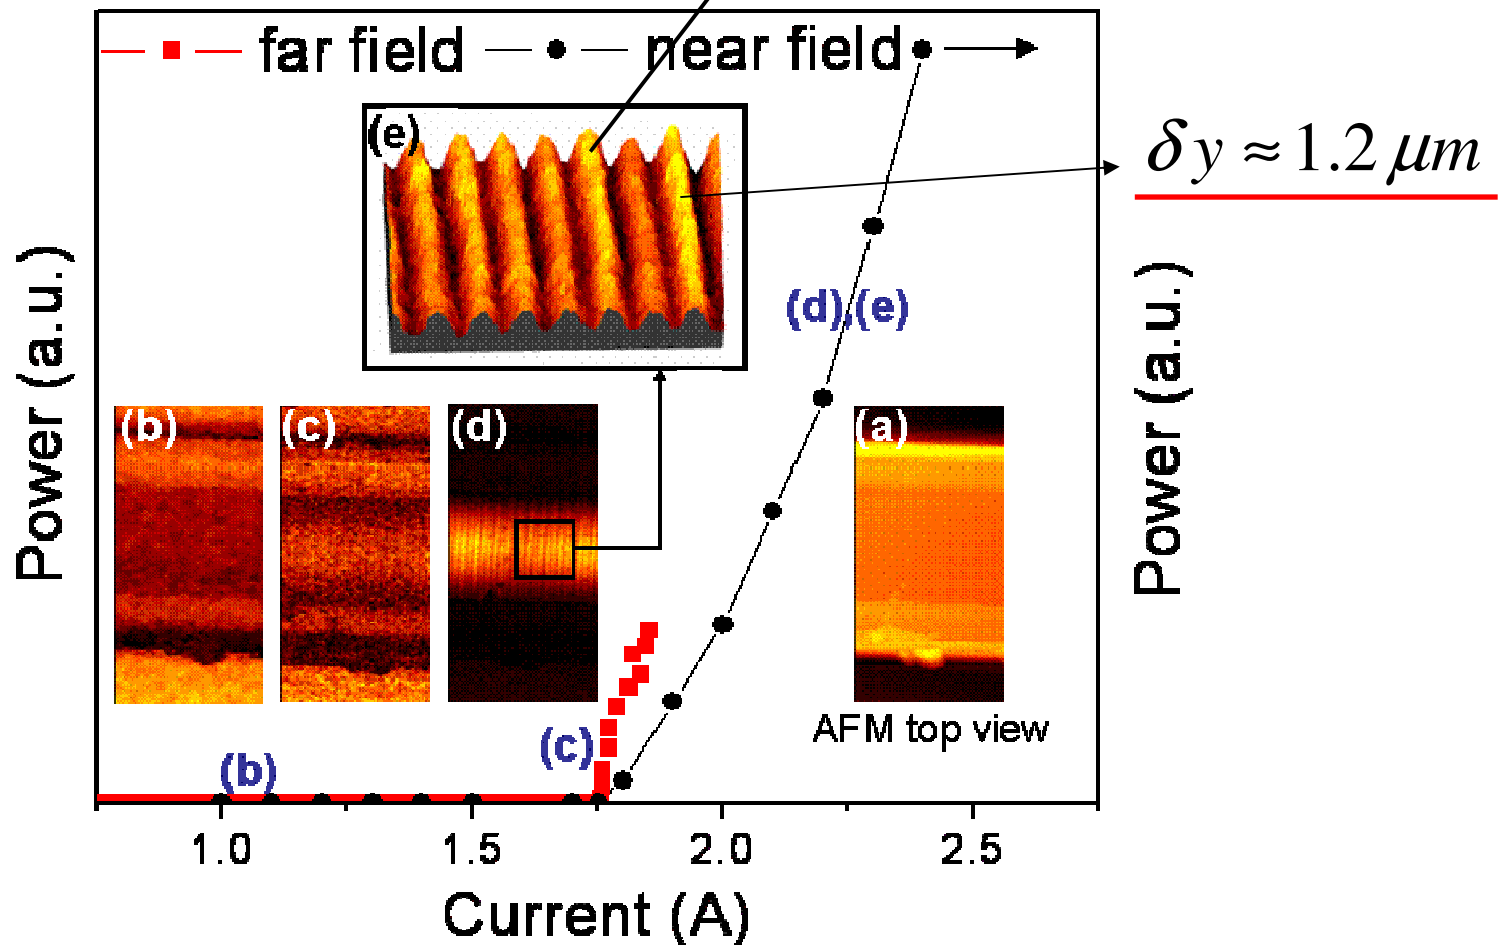 far field near field
(e)
δ y ≈ 1.2 μm
Power (a.u.)
Power (a.u.)
(d),(e)
(b) (c) (d) (a)
AFM top view
(c)
(b)
1.0 1.5 2.0 2.5
Current (A)